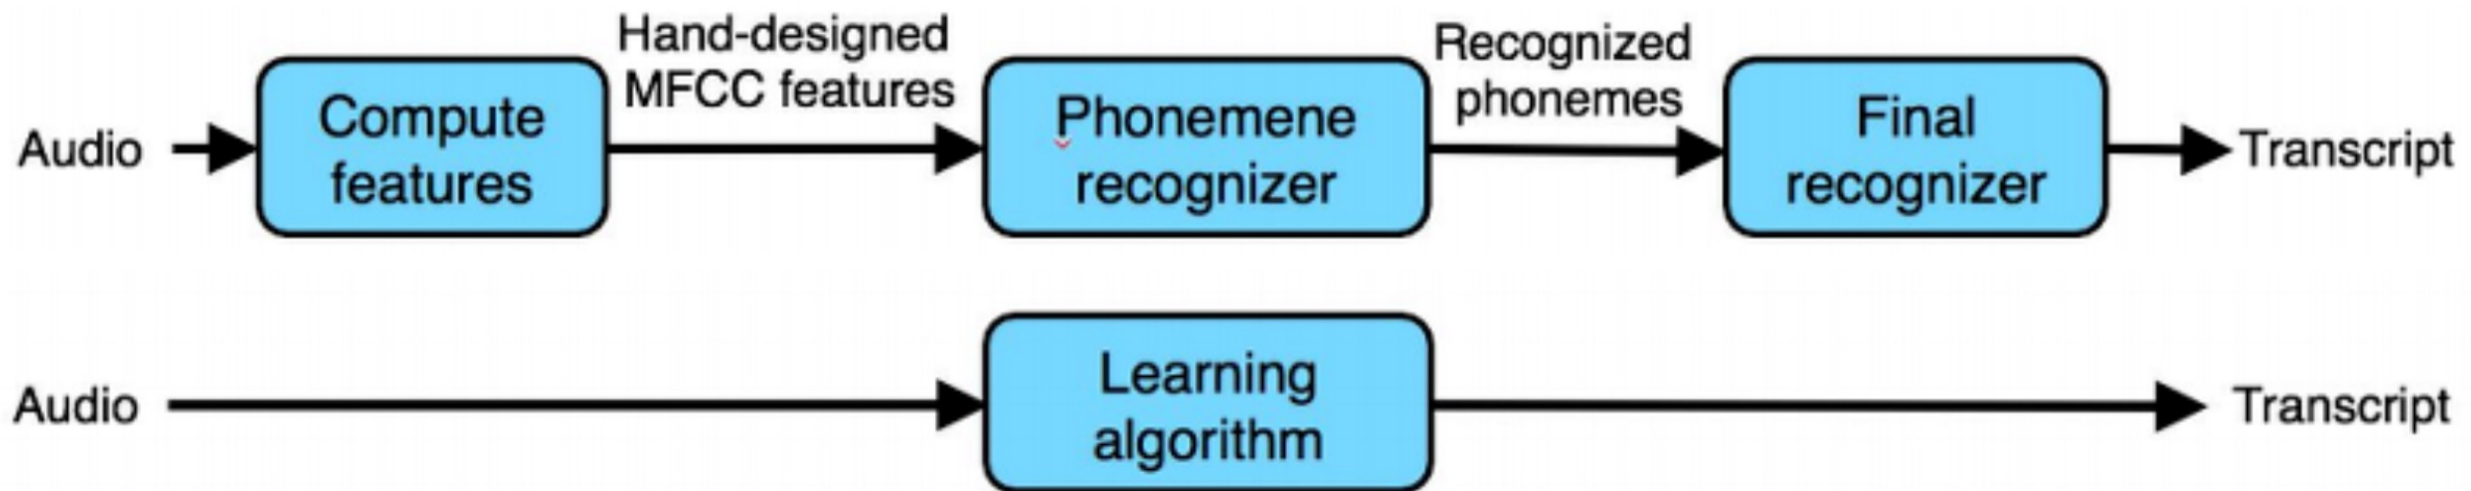 Audio
Compute
features
Hand-designed
MFCC features
Phonemene
recognizer
Recognized
phonemes
Final
recognizer
Transcript
Audio
Learning
algorithm
Transcript